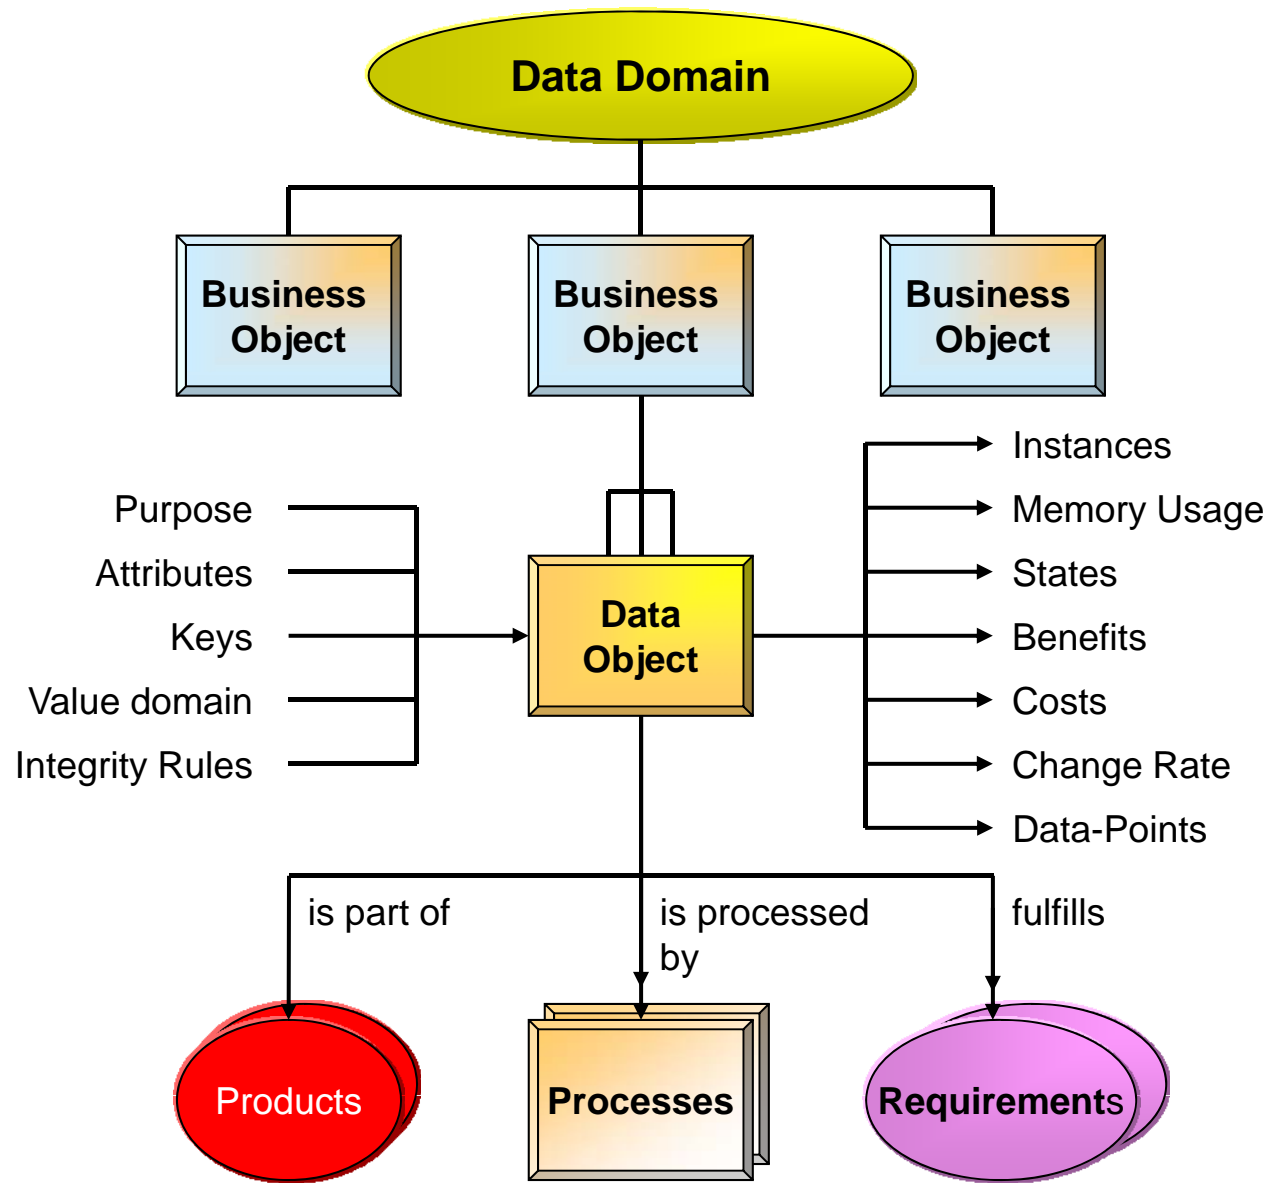 Data Domain
Business
Object
Business
Object
Business
Object
Purpose
Attributes
Keys
Value domain
Integrity Rules
Data
Object
Instances
Memory Usage
States
Benefits
Costs
Change Rate
Data-Points
is part of
is processed
by
fulfills
Products
Processes
Requirements